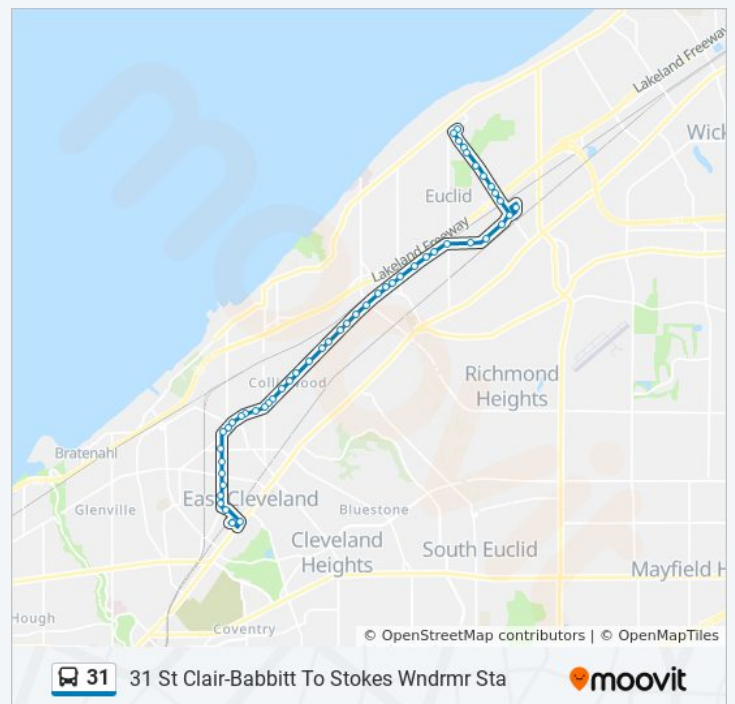 Lakeland Freeway
Wick
Euclid
Lakeland Freeway
Richmond
Heights
Collinwood
Bratenahl
East Cleveland
Glenville
Bluestone
Cleveland
Heights
South Euclid
Mayfield H
Hough
Coventry
© OpenStreetMap contributors | © OpenMapTiles
31 31 St Clair-Babbitt To Stokes Wndrmr Sta
moovit
moovit